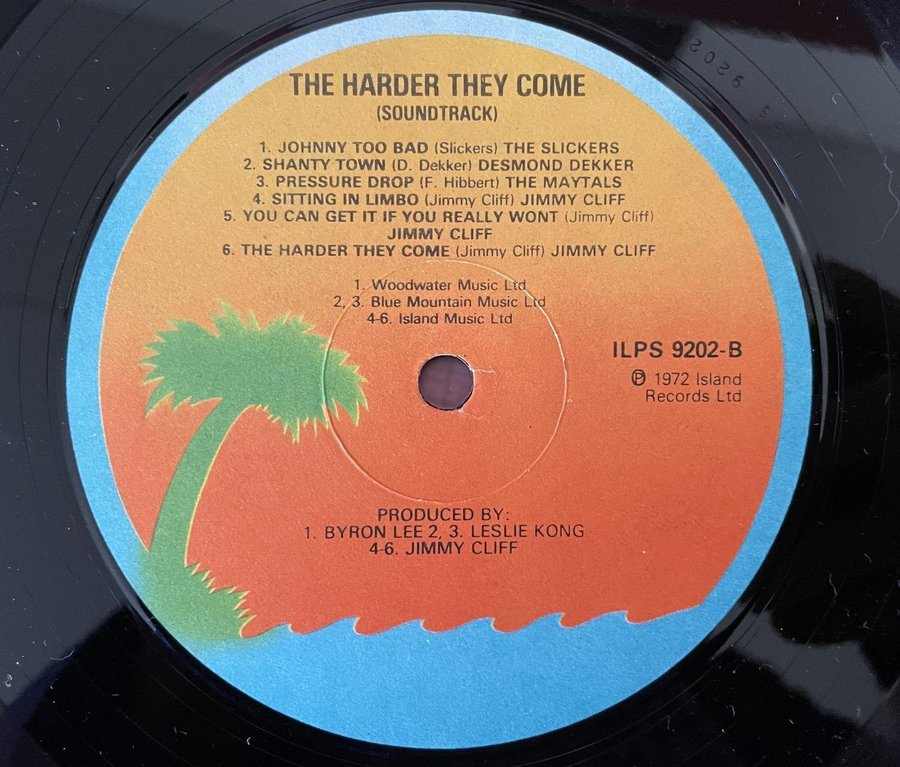 THE HARDER THEY COME
(SOUNDTRACK)
1. JOHNNY TOO BAD (Slickers) THE SLICKERS
2. SHANTY TOWN (D. Dekker) DESMOND DEKKER
3. PRESSURE DROP (F. Hibbert) THE MAYTALS
4. SITTING IN LIMBO (Jimmy Cliff) JIMMY CLIFF
5. YOU CAN GET IT IF YOU REALLY WONT (Jimmy Cliff)
JIMMY CLIFF
6. THE HARDER THEY COME (Jimmy Cliff) JIMMY CLIFF
1. Woodwater Music Ltd
2, 3. Blue Mountain Music Ltd
4-6. Island Music Ltd
ILPS 9202-B
℗ 1972 Island
Records Ltd
PRODUCED BY:
1. BYRON LEE 2, 3. LESLIE KONG
4-6. JIMMY CLIFF